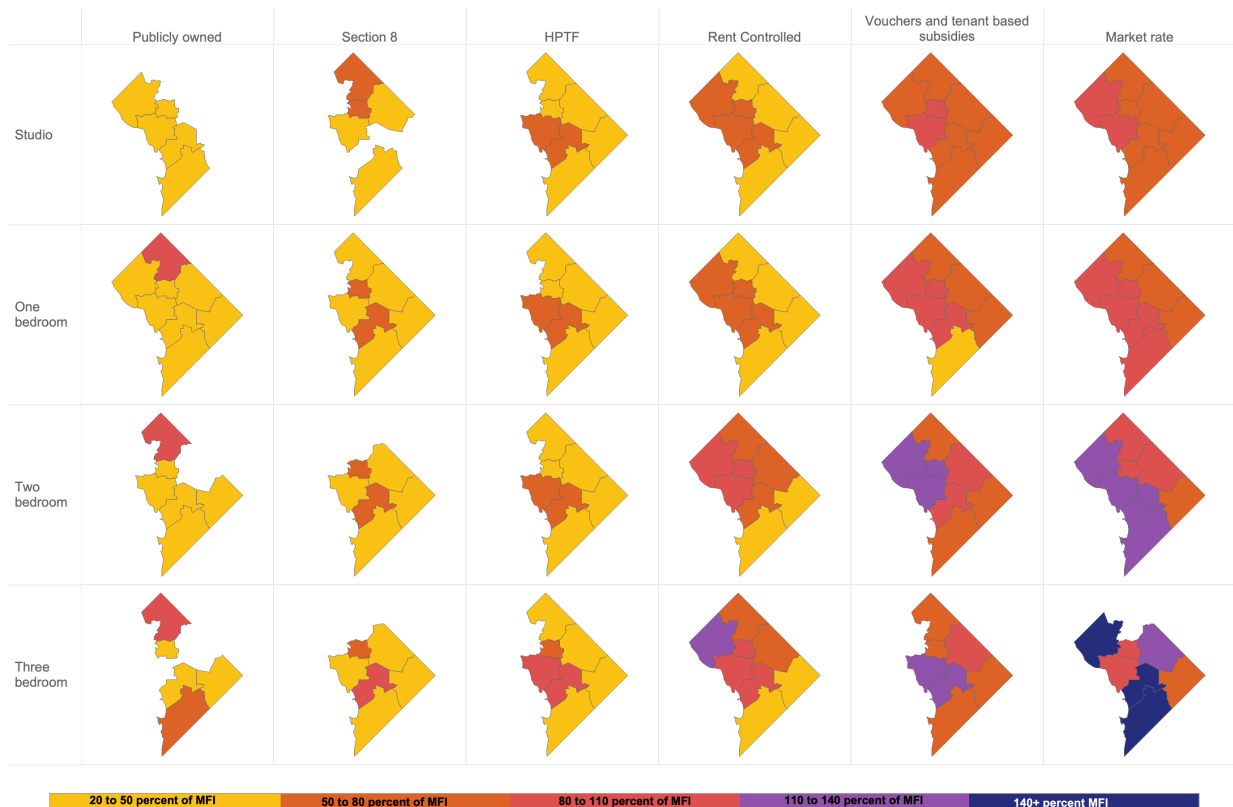 Publicly owned
Section 8
HPTF
Rent Controlled
Vouchers and tenant based
subsidies
Market rate
Studio
One
bedroom
Two
bedroom
Three
bedroom
20 to 50 percent of MFI
50 to 80 percent of MFI
80 to 110 percent of MFI
110 to 140 percent of MFI
140+ percent of MFI